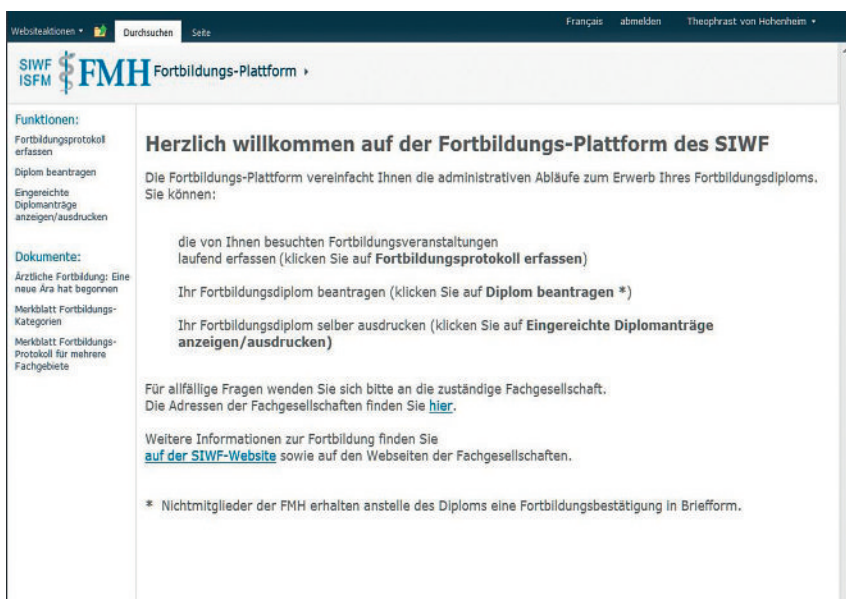 Websiteaktionen
Durchsuchen
Seite
Français
abmelden
Theophrast von Hohenheim
SIWF
ISFM
FMH
Fortbildungs-Plattform
Funktionen:
Fortbildungsprotokoll
erfassen
Diplom beantragen
Eingereichte
Diplomanträge
anzeigen/ausdrucken
Dokumente:
Ärztliche Fortbildung: Eine
neue Ära hat begonnen
Merkblatt Fortbildungs-
Kategorien
Merkblatt Fortbildungs-
Protokoll für mehrere
Fachgebiete
Herzlich willkommen auf der Fortbildungs-Plattform des SIWF
Die Fortbildungs-Plattform vereinfacht Ihnen die administrativen Abläufe zum Erwerb Ihres Fortbildungsdiploms.
Sie können:
die von Ihnen besuchten Fortbildungsveranstaltungen
laufend erfassen (klicken Sie auf Fortbildungsprotokoll erfassen)
Ihr Fortbildungsdiplom beantragen (klicken Sie auf Diplom beantragen *)
Ihr Fortbildungsdiplom selber ausdrucken (klicken Sie auf Eingereichte Diplomanträge
anzeigen/ausdrucken)
Für allfällige Fragen wenden Sie sich bitte an die zuständige Fachgesellschaft.
Die Adressen der Fachgesellschaften finden Sie hier.
Weitere Informationen zur Fortbildung finden Sie
auf der SIWF-Website sowie auf den Webseiten der Fachgesellschaften.
* Nichtmitglieder der FMH erhalten anstelle des Diploms eine Fortbildungsbestätigung in Briefform.